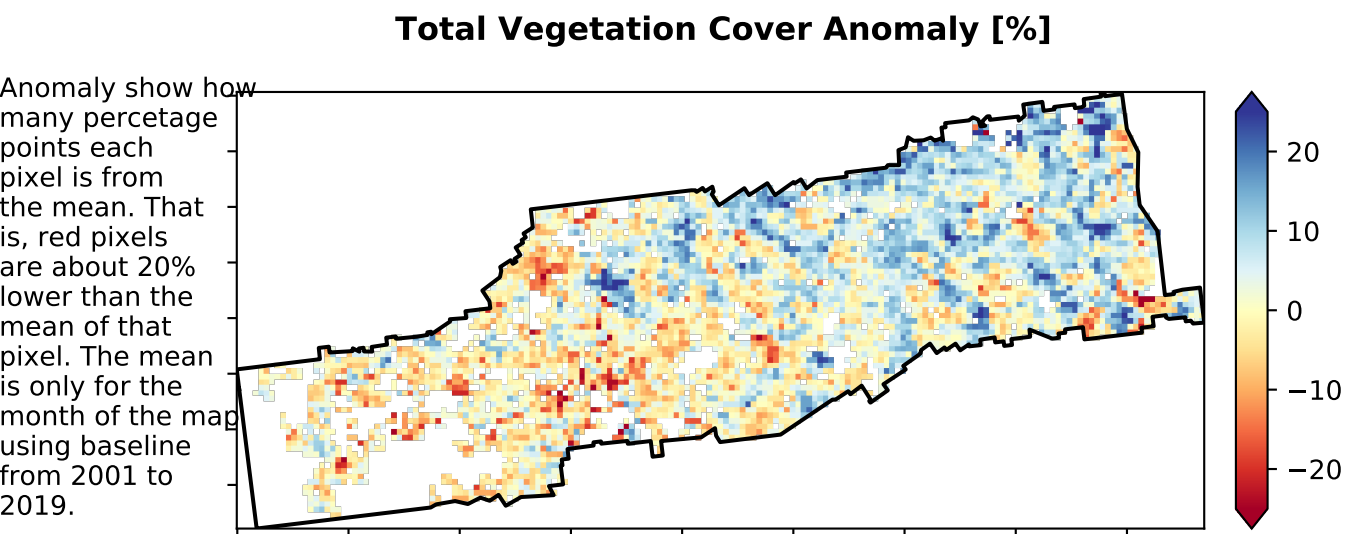 Total Vegetation Cover Anomaly [%]
Anomaly show how
many percetage
points each
pixel is from
the mean. That
is, red pixels
are about 20%
lower than the
mean of that
pixel. The mean
is only for the
month of the map
using baseline
from 2001 to
2019.
20
10
0
−10
−20